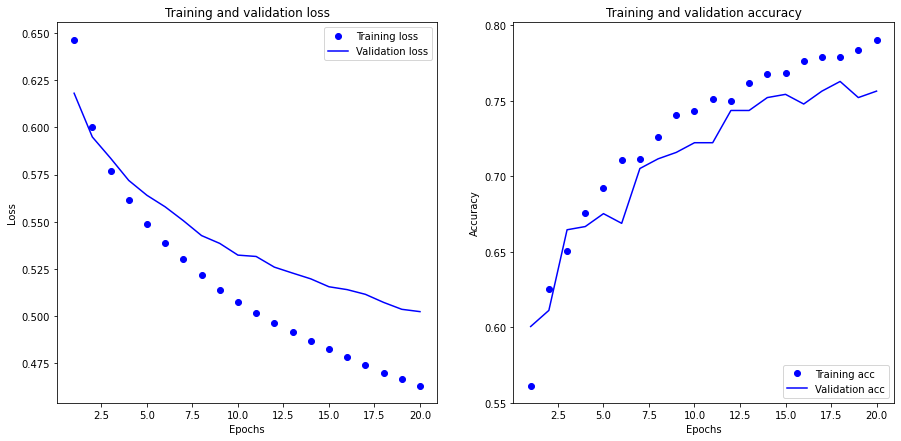 Training and validation loss
Training loss
Validation loss
0.650
0.625
0.600
0.575
0.550
0.525
0.500
0.475
Loss
2.5 5.0 7.5 10.0 12.5 15.0 17.5 20.0
Epochs
Training and validation accuracy
0.80
0.75
0.70
0.65
0.60
0.55
Accuracy
Training acc
Validation acc
2.5 5.0 7.5 10.0 12.5 15.0 17.5 20.0
Epochs